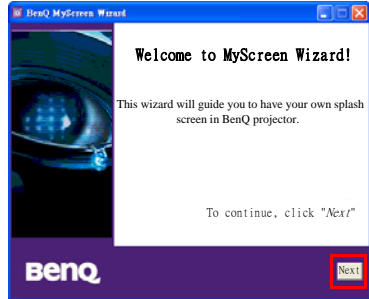 BenQ MyScreen Wizard
Welcome to MyScreen Wizard!
This wizard will guide you to have your own splash
screen in BenQ projector.
To continue, click "Next"
BenQ
Next